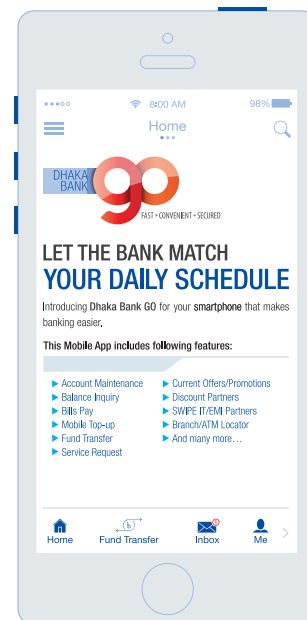 8:00 AM
98%
Home
DHAKA
BANK
go
FAST • CONVENIENT • SECURED
LET THE BANK MATCH
YOUR DAILY SCHEDULE
Introducing Dhaka Bank GO for your smartphone that makes
banking easier.
This Mobile App includes following features:
Account Maintenance
Balance Inquiry
Bills Pay
Mobile Top-up
Fund Transfer
Service Request
Current Offers/Promotions
Discount Partners
SWIPE IT/EMI Partners
Branch/ATM Locator
And many more...
Home
Fund Transfer
Inbox
Me